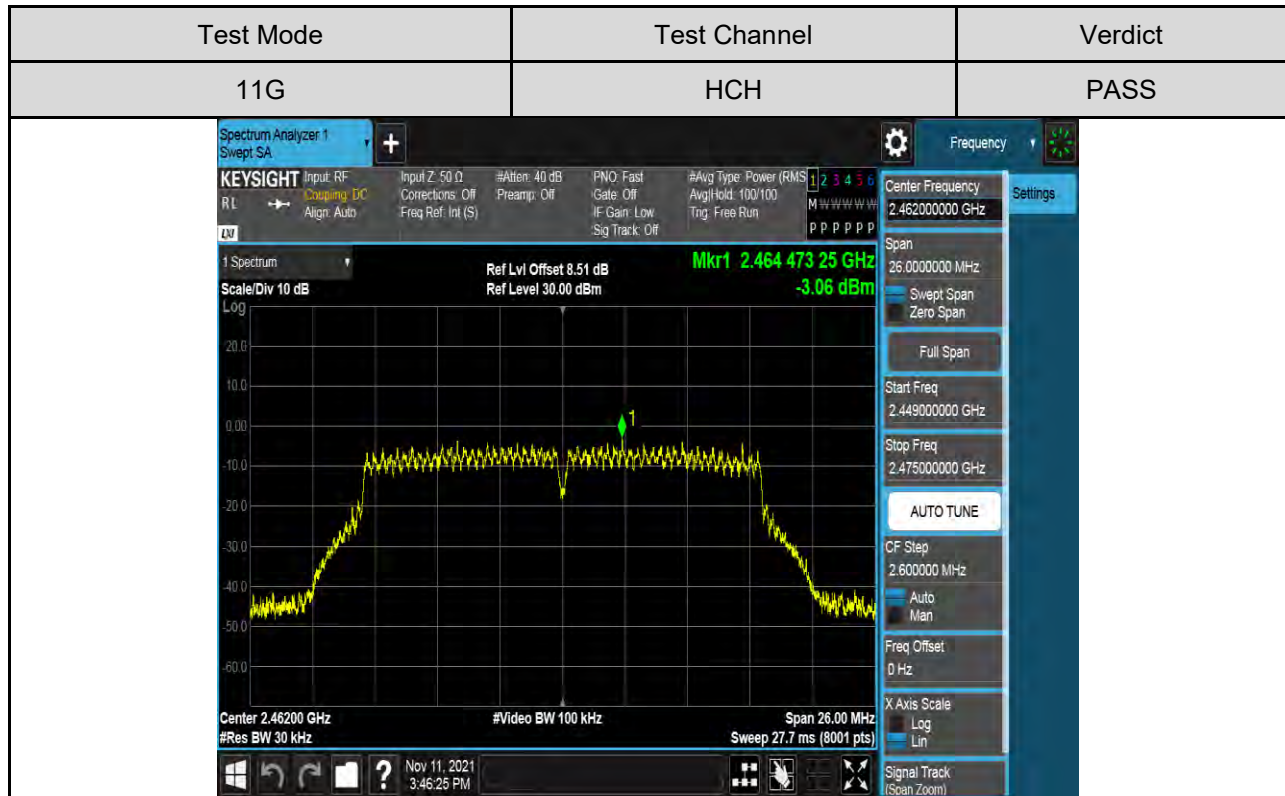 Test Mode Test Channel Verdict
11G HCH PASS
Spectrum Analyzer 1
Swept SA
+
Frequency
KEYSIGHT Input: RF Input Z: 50 Ω #Atten: 40 dB PNO: Fast #Avg Type: Power (RMS 1 2 3 4 5 6
RL Coupling: DC Corrections: Off Preamp: Off Gate: Off Avg|Hold: 100/100 M W W W W W
Align: Auto Freq Ref: Int (S) IF Gain: Low Trig: Free Run
LXI Sig Track: Off P P P P P P
1 Spectrum
Scale/Div 10 dB
Ref Lvl Offset 8.51 dB
Ref Level 30.00 dBm
Mkr1 2.464 473 25 GHz
-3.06 dBm
Log
20.0
10.0
0.00
-10.0
-20.0
-30.0
-40.0
-50.0
-60.0
1
Center 2.46200 GHz #Video BW 100 kHz Span 26.00 MHz
#Res BW 30 kHz Sweep 27.7 ms (8001 pts)
?
Nov 11, 2021
3:46:25 PM
Center Frequency
2.462000000 GHz
Settings
Span
26.0000000 MHz
Swept Span
Zero Span
Full Span
Start Freq
2.449000000 GHz
Stop Freq
2.475000000 GHz
AUTO TUNE
CF Step
2.600000 MHz
Auto
Man
Freq Offset
0 Hz
X Axis Scale
Log
Lin
Signal Track
(Span Zoom)